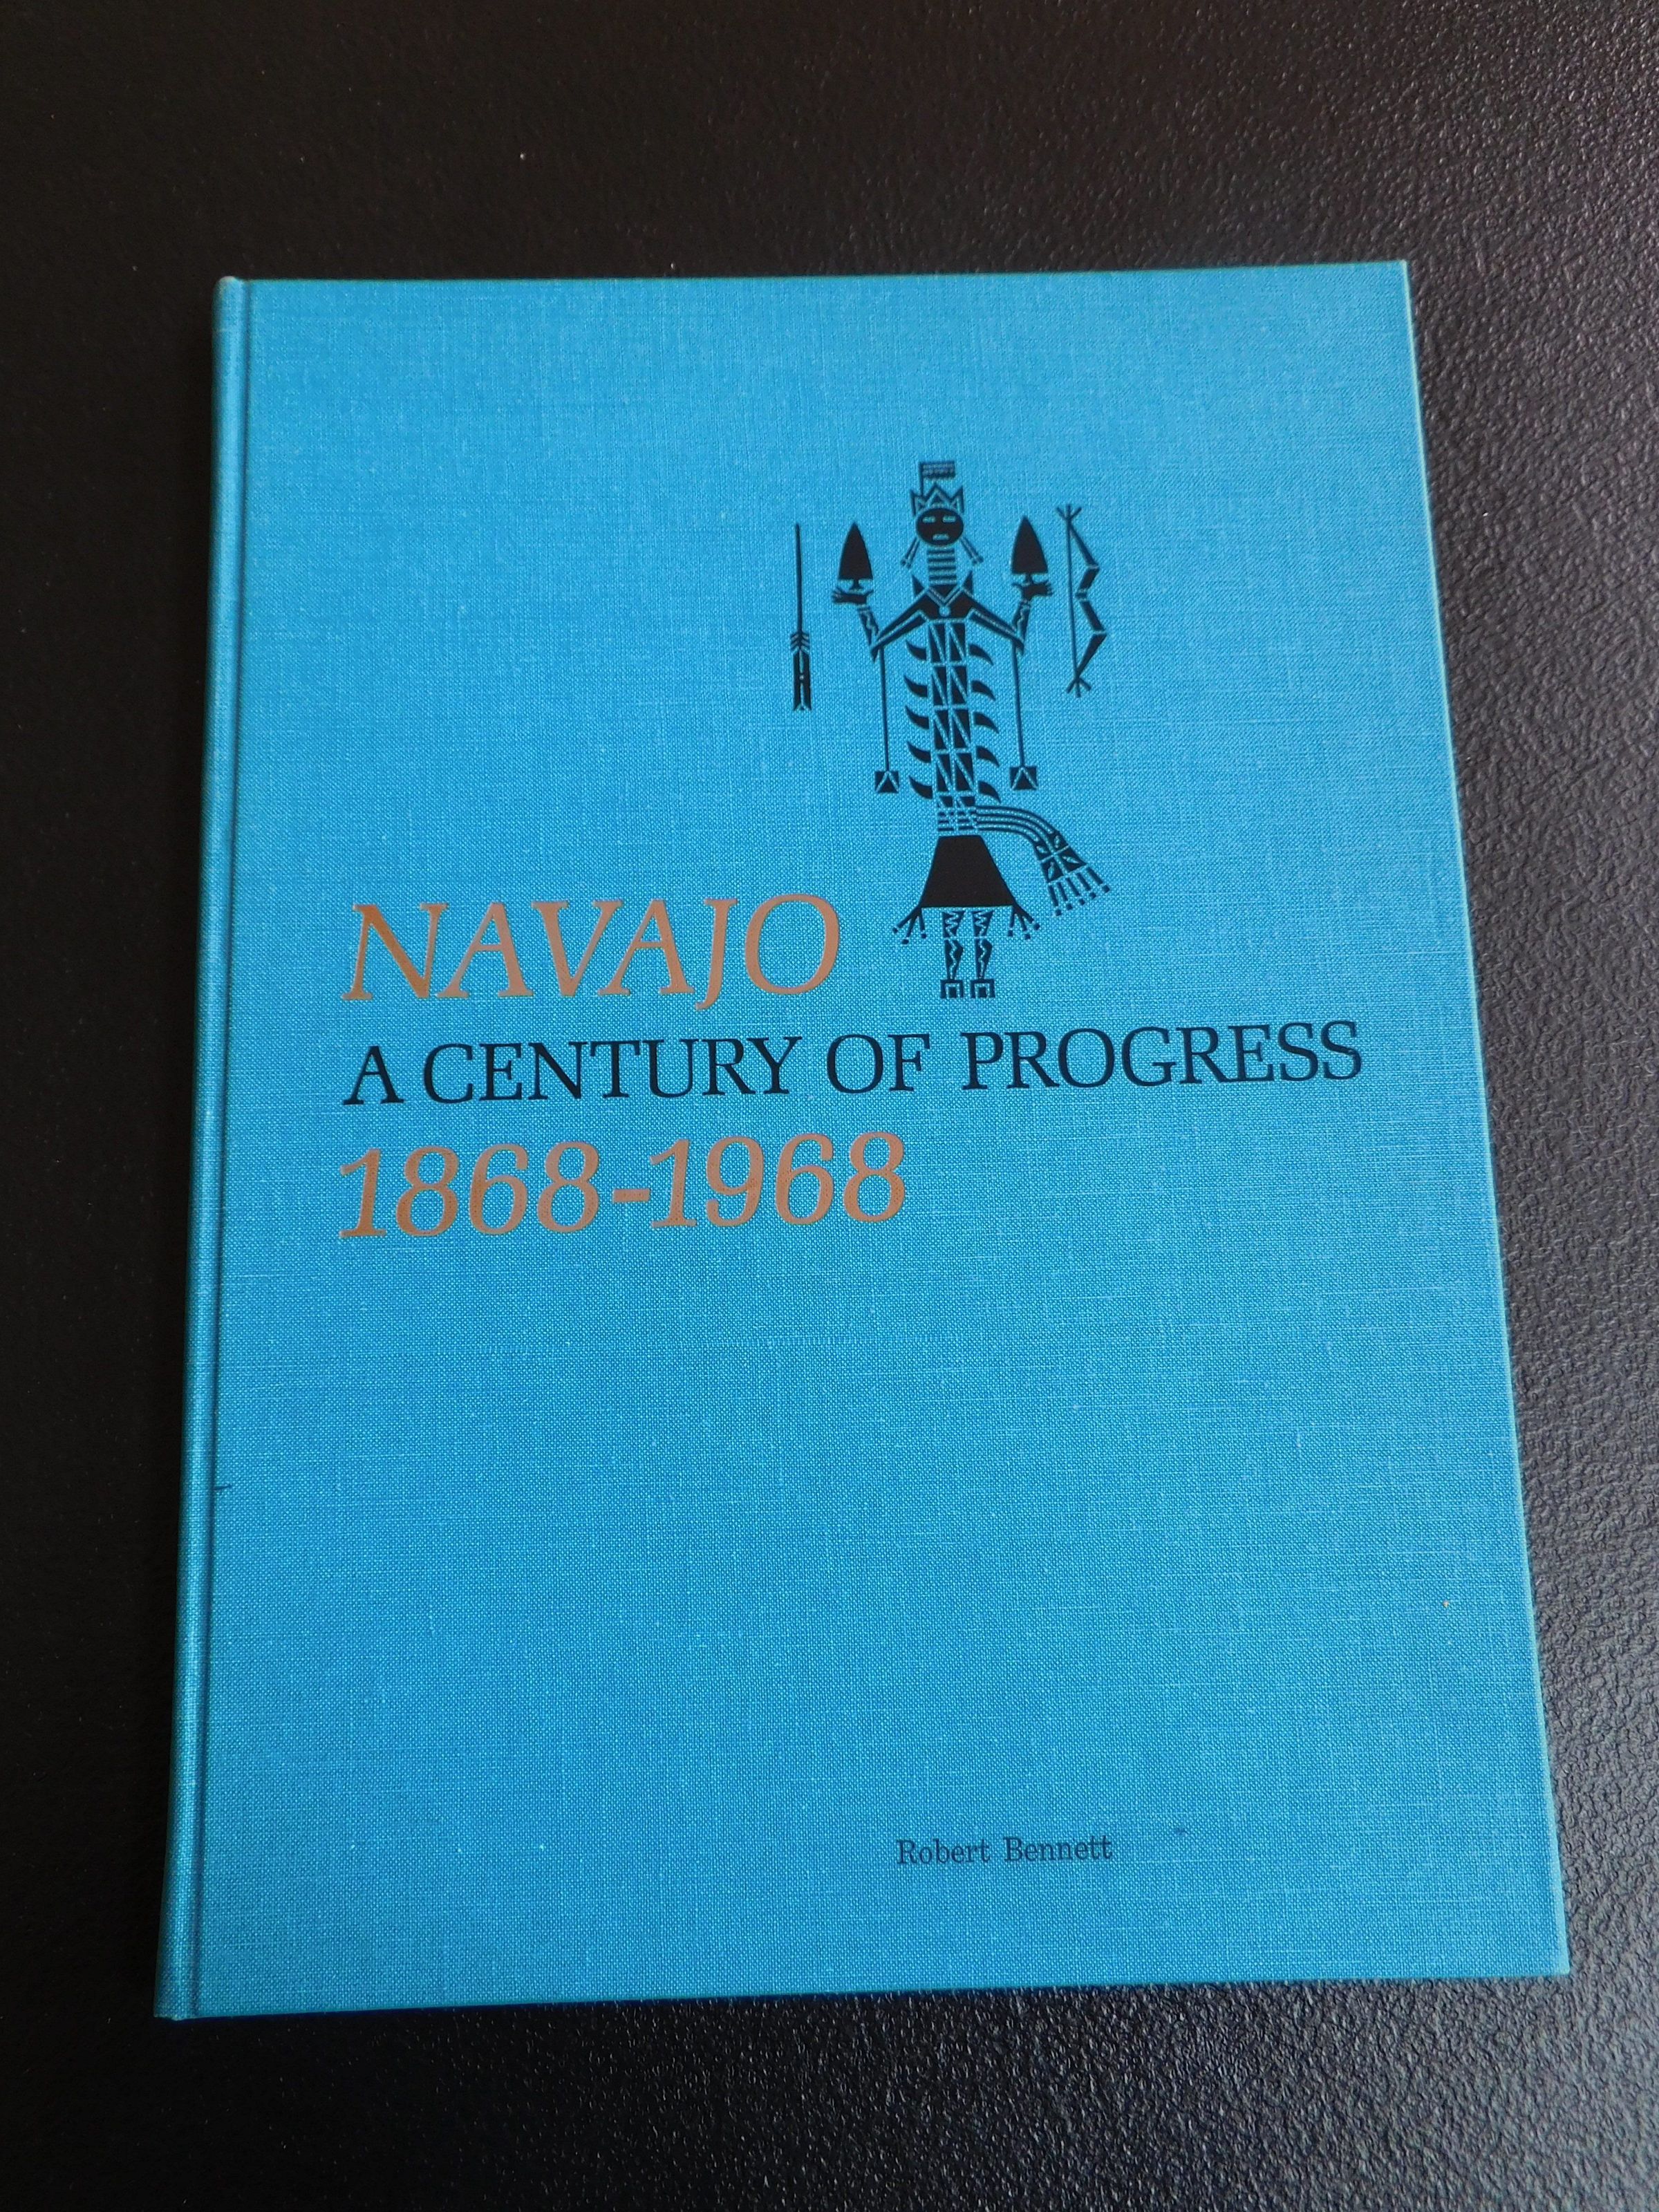 NAVAJO
A CENTURY OF PROGRESS
1868-1968
Robert Bennett